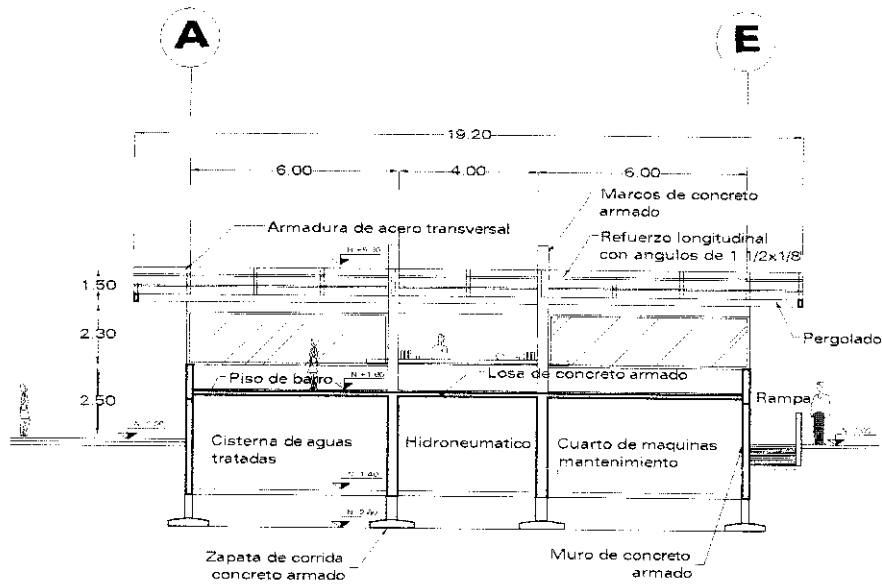 A
E
19.20
6.00
4.00
6.00
Marcos de concreto
armado
Armadura de acero transversal
Refuerzo longitudinal
con angulos de 1 1/2x1/8
1.50
2.30
Pergolado
Piso de barro
Losa de concreto armado
2.50
Rampa
Cisterna de aguas
tratadas
Hidroneumatico
Cuarto de maquinas
mantenimiento
Zapata de corrida
concreto armado
Muro de concreto
armado